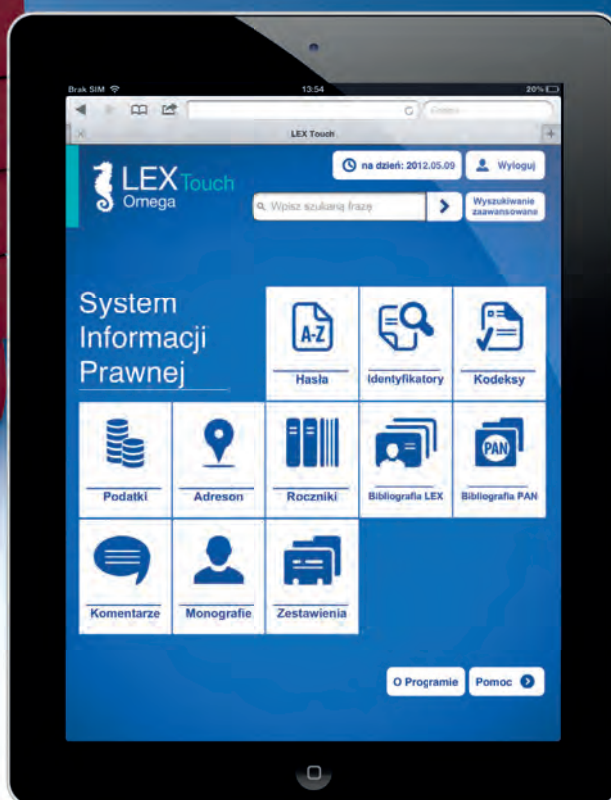 Brak SIM 13:54 20%
LEX Touch
LEX Touch
Omega
na dzień: 2012.05.09
Wyloguj
Wpisz szukaną frazę
Wyszukiwanie
zaawansowane
System
Informacji
Prawnej
A-Z
Hasła
Identyfikatory
Kodeksy
Podatki
Adreson
Roczniki
Bibliografia LEX
PAN
Bibliografia PAN
Komentarze
Monografie
Zestawienia
O Programie
Pomoc